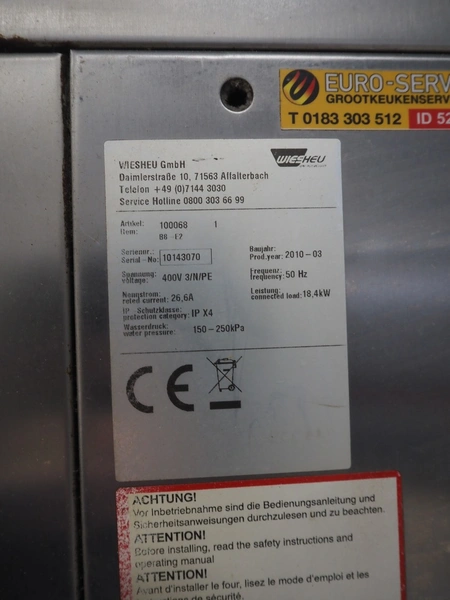 EURO-SERV
GROOTKEUKENSERV
T 0183 303 512 ID 52
WIESHEU GmbH
WIESHEU
Daimlerstraße 10, 71563 Affalterbach
Telefon +49 (0)7144 3030
Service Hotline 0800 303 66 99
Artikel: 100068 1
Item: B8 -E2
Seriennr.: Baujahr:
Serial-No: 10143070 Prod.year: 2010-03
Spannung: 400V 3/N/PE Frequenz: 50 Hz
voltage: frequency:
Nennstrom: Leistung: 18,4kW
rated current: 26,6A connected load:
IP-Schutzklasse: IP X4
protection category:
Wasserdruck: 150-250kPa
water pressure:
CE
ACHTUNG!
Vor Inbetriebnahme sind die Bedienungsanleitung und
Sicherheitsanweisungen durchzulesen und zu beachten.
ATTENTION!
Before installing, read the safety instructions and
operating manual
ATTENTION!
Avant d'installer le four, lisez le mode d'emploi et les